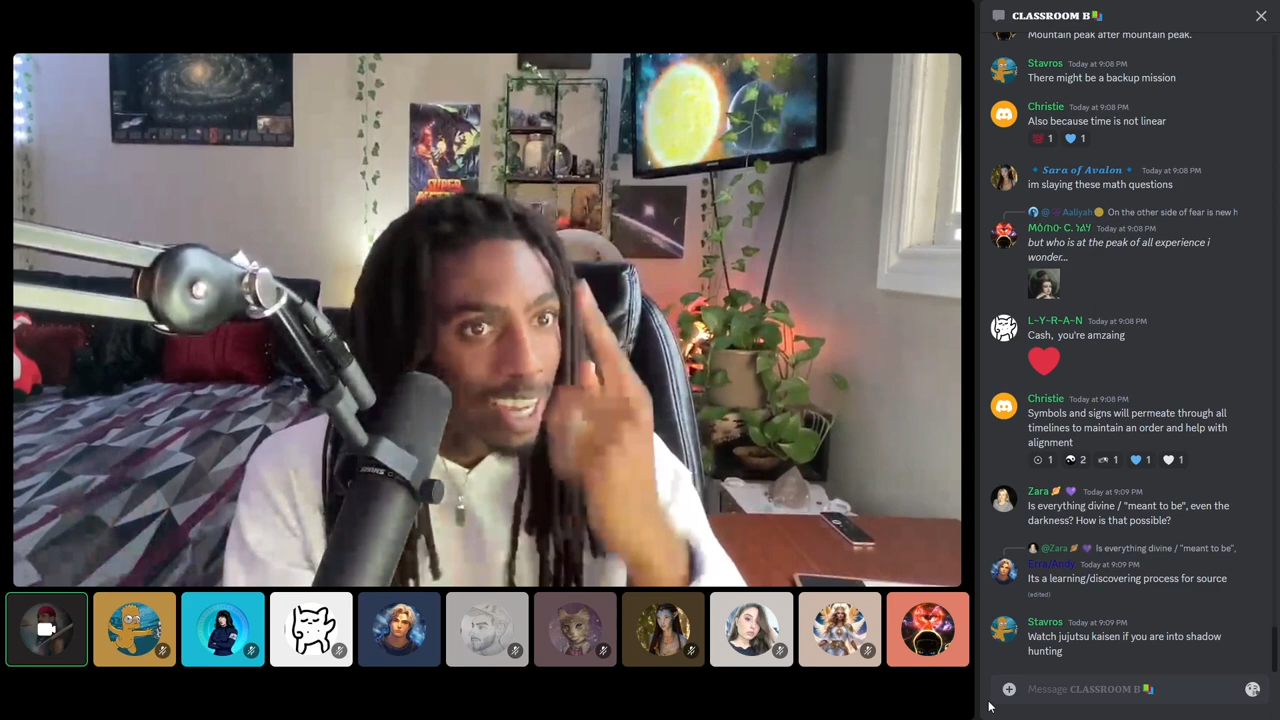 CLASSROOM B
Mountain peak after mountain peak.
Stavros Today at 9:08 PM
There might be a backup mission
Christie Today at 9:08 PM
Also because time is not linear
1 1
Sara of Avalon Today at 9:08 PM
im slaying these math questions
@ Aaliyah On the other side of fear is new h
Today at 9:08 PM
but who is at the peak of all experience i
wonder...
L~Y~R~A~N Today at 9:08 PM
Cash, you're amzaing
Christie Today at 9:08 PM
Symbols and signs will permeate through all
timelines to maintain an order and help with
alignment
1 2 1 1 1
Zara Today at 9:09 PM
Is everything divine / "meant to be", even the
darkness? How is that possible?
@Zara Is everything divine / "meant to be",
Erra/Andy Today at 9:09 PM
Its a learning/discovering process for source
(edited)
Stavros Today at 9:09 PM
Watch jujutsu kaisen if you are into shadow
hunting
Message CLASSROOM B
SUPER